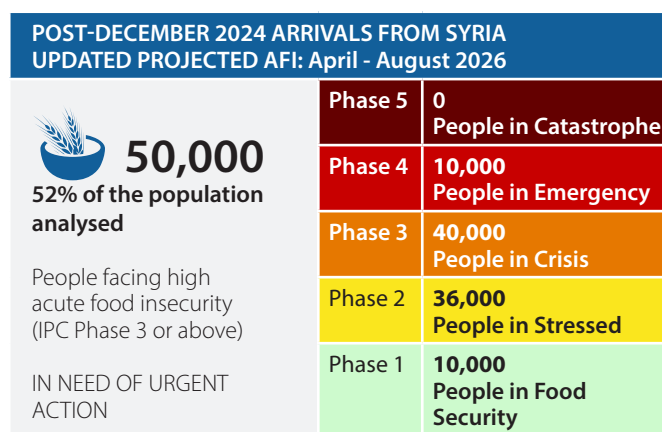 POST-DECEMBER 2024 ARRIVALS FROM SYRIA
UPDATED PROJECTED AFI: April - August 2026
50,000
52% of the population
analysed
People facing high
acute food insecurity
(IPC Phase 3 or above)
IN NEED OF URGENT
ACTION
Phase 5
0
People in Catastrophe
Phase 4
10,000
People in Emergency
Phase 3
40,000
People in Crisis
Phase 2
36,000
People in Stressed
Phase 1
10,000
People in Food
Security